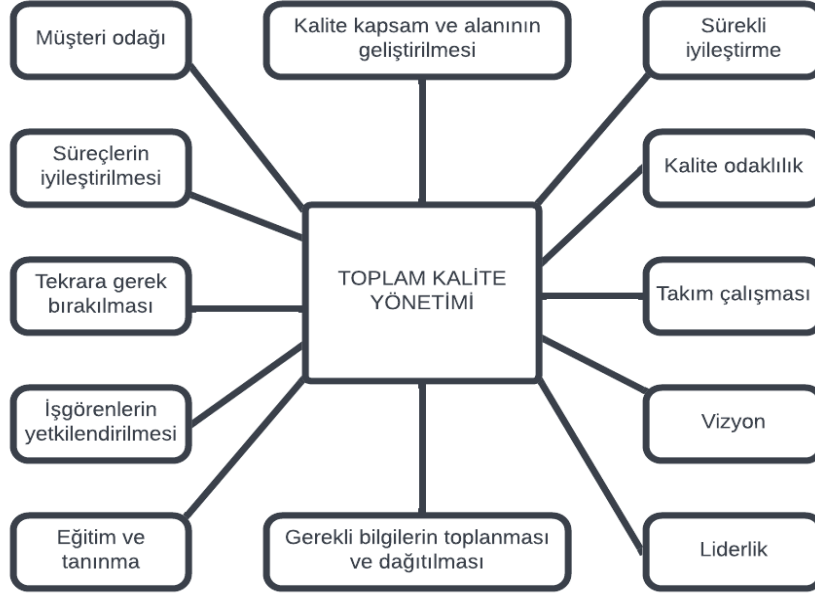 Müşteri odağı
Kalite kapsam ve alanının
geliştirilmesi
Sürekli
iyileştirme
Süreçlerin
iyileştirilmesi
Kalite odaklılık
TOPLAM KALİTE
YÖNETİMİ
Tekrara gerek
bırakılması
Takım çalışması
İşgörenlerin
yetkilendirilmesi
Vizyon
Eğitim ve
tanınma
Gerekli bilgilerin toplanması
ve dağıtılması
Liderlik